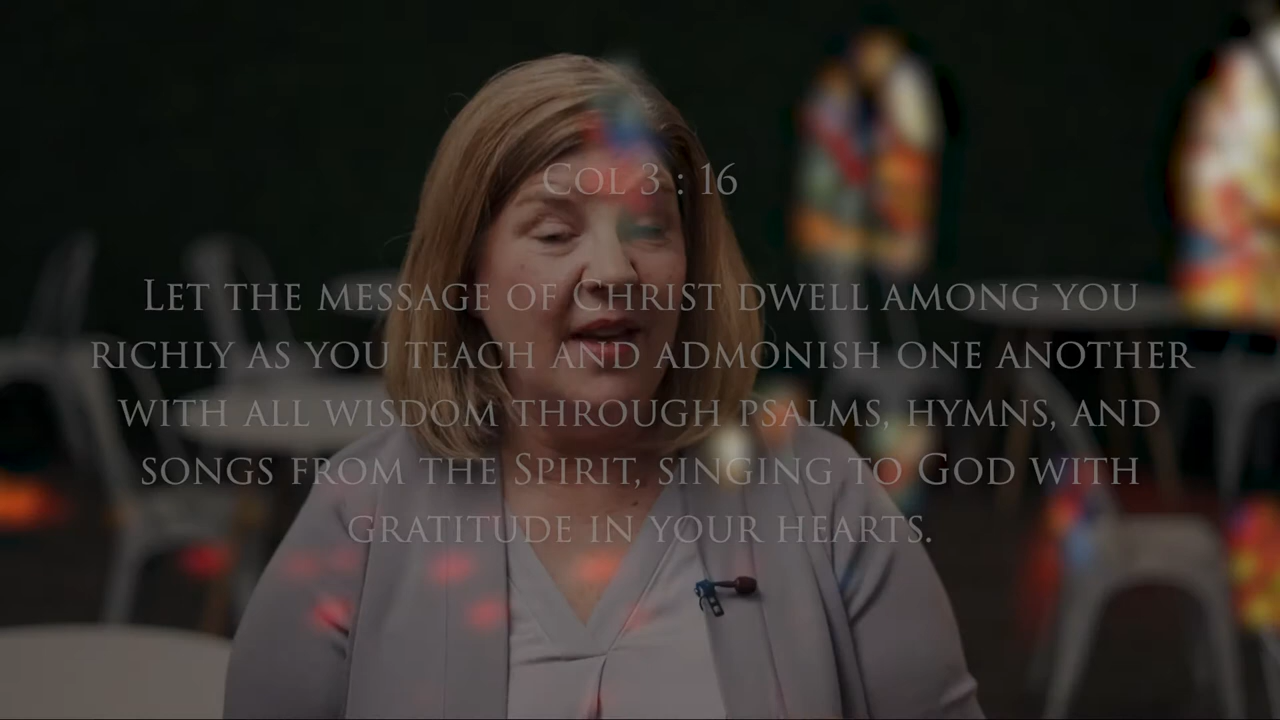 Col 3 : 16
Let the message of Christ dwell among you
richly as you teach and admonish one another
with all wisdom through psalms, hymns, and
songs from the Spirit, singing to God with
gratitude in your hearts.